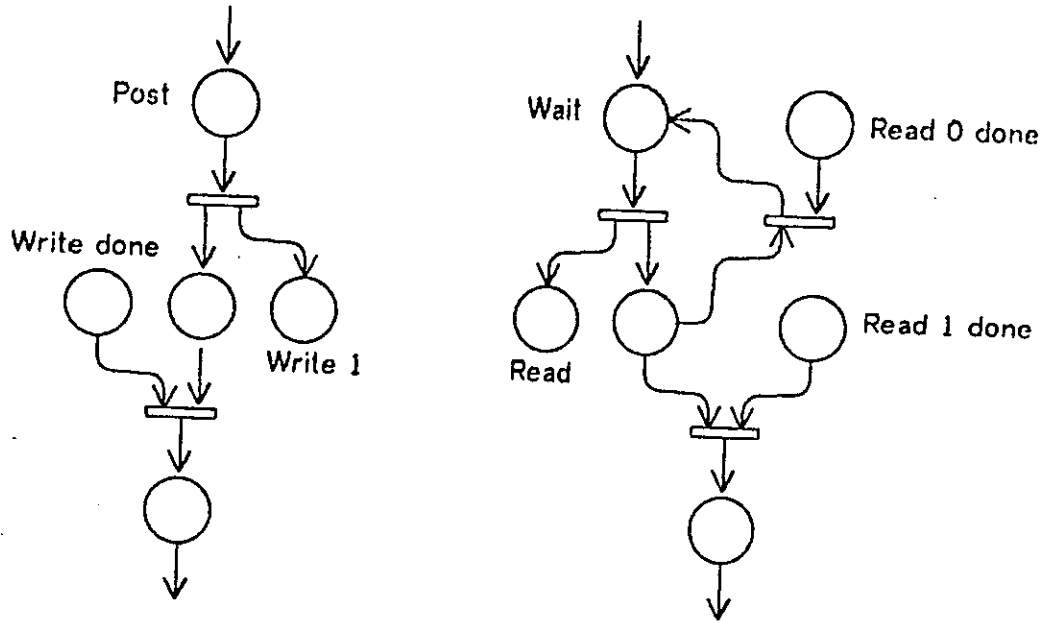 Post
Write done
Write 1
Wait
Read 0 done
Read
Read 1 done